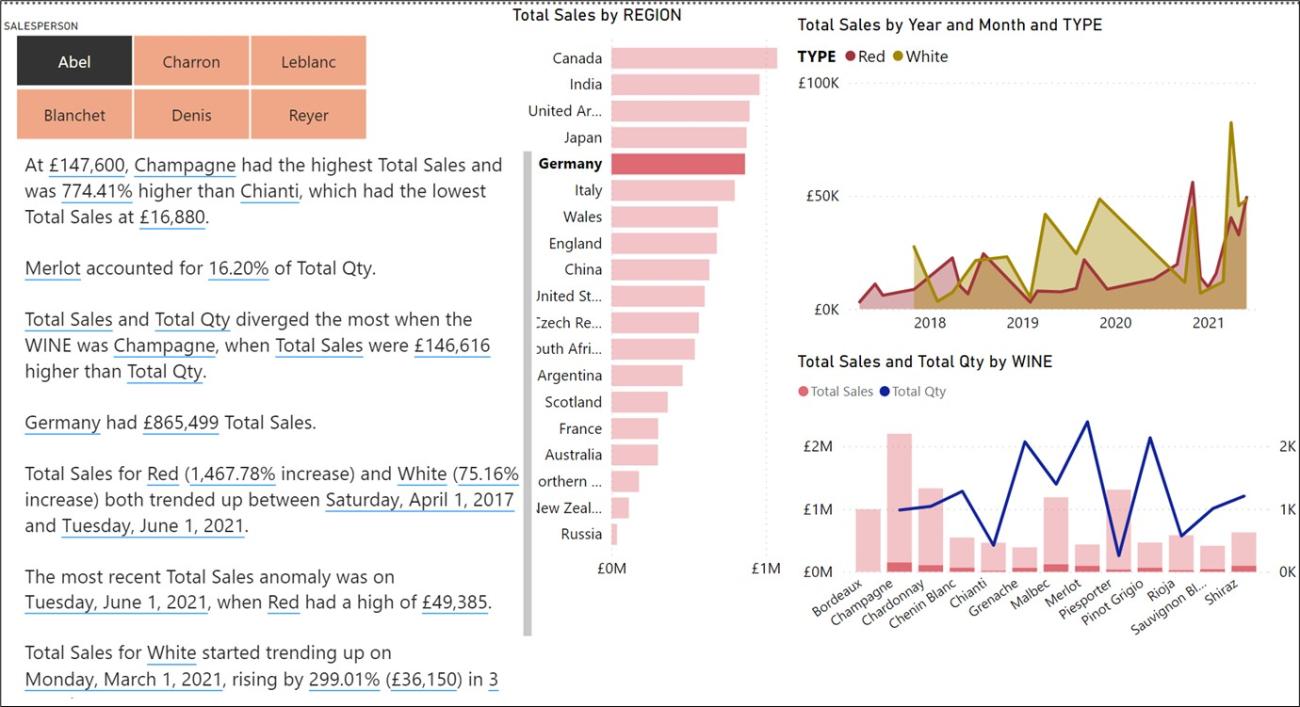 SALESPERSON
Abel
Charron
Leblanc
Blanchet
Denis
Reyer
At £147,600, Champagne had the highest Total Sales and
was 774.41% higher than Chianti, which had the lowest
Total Sales at £16,880.
Merlot accounted for 16.20% of Total Qty.
Total Sales and Total Qty diverged the most when the
WINE was Champagne, when Total Sales were £146,616
higher than Total Qty.
Germany had £865,499 Total Sales.
Total Sales for Red (1,467.78% increase) and White (75.16%
increase) both trended up between Saturday, April 1, 2017
and Tuesday, June 1, 2021.
The most recent Total Sales anomaly was on
Tuesday, June 1, 2021, when Red had a high of £49,385.
Total Sales for White started trending up on
Monday, March 1, 2021, rising by 299.01% (£36,150) in 3
Total Sales by REGION
Canada
India
United Ar...
Japan
Germany
Italy
Wales
England
China
United St...
Czech Re...
outh Afri...
Argentina
Scotland
France
Australia
orthern ...
New Zeal...
Russia
£0M
£1M
Total Sales by Year and Month and TYPE
TYPE Red White
£100K
£50K
£0K
2018
2019
2020
2021
Total Sales and Total Qty by WINE
Total Sales Total Qty
£2M
£1M
£0M
2K
1K
0K
Bordeaux
Champagne
Chardonnay
Chenin Blanc
Chianti
Grenache
Malbec
Merlot
Piesporter
Pinot Grigio
Rioja
Sauvignon Bl...
Shiraz